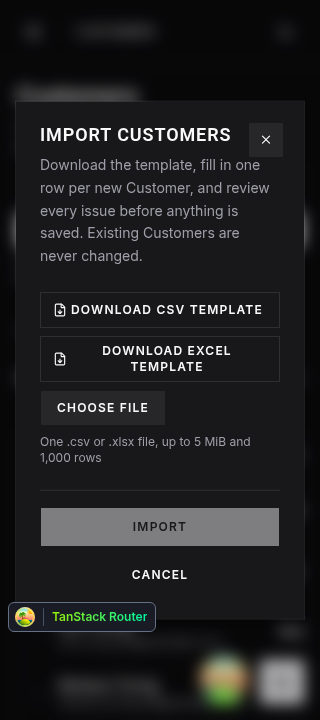 IMPORT CUSTOMERS
Download the template, fill in one
row per new Customer, and review
every issue before anything is
saved. Existing Customers are
never changed.
DOWNLOAD CSV TEMPLATE
DOWNLOAD EXCEL
TEMPLATE
CHOOSE FILE
One .csv or .xlsx file, up to 5 MiB and
1,000 rows
IMPORT
CANCEL
TanStack Router